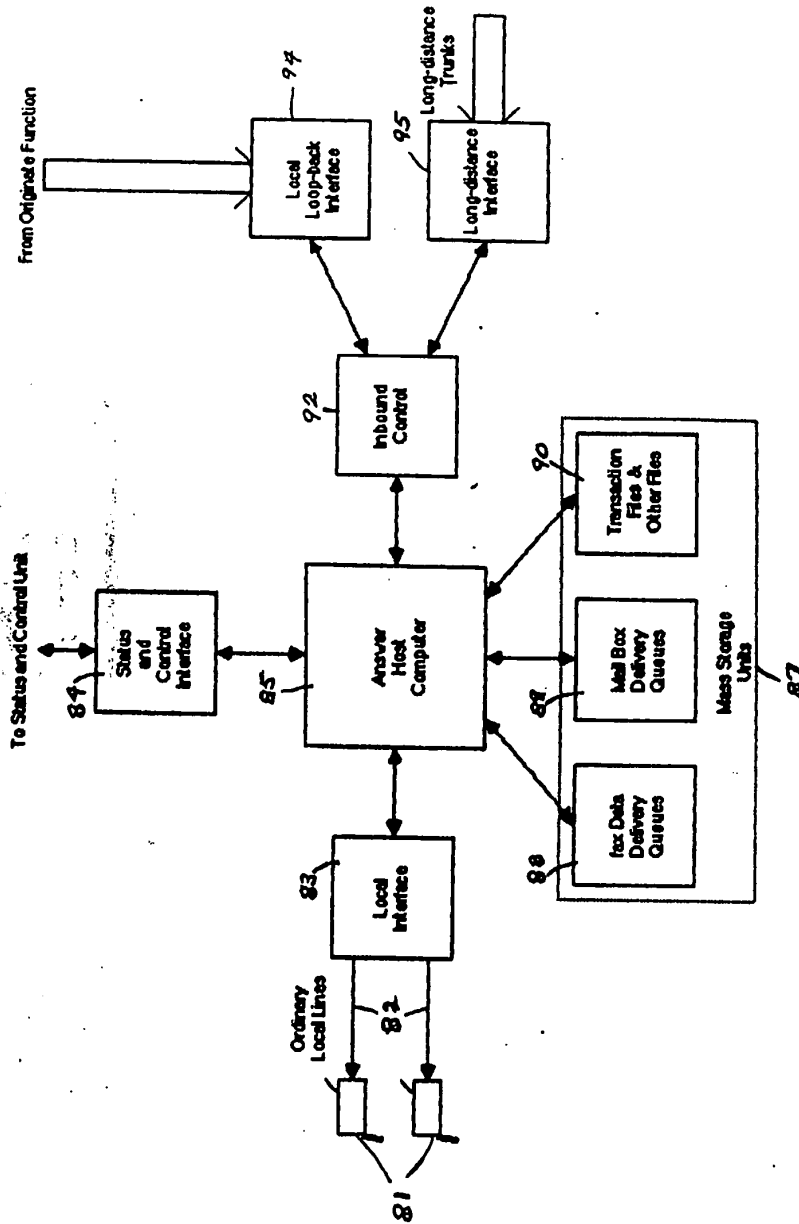 From Originate Function
94
Local
Loop-back
Interface
Long-distance
Trunks
95
Long-distance
Interface
92
Inbound
Control
To Status and Control Unit
84
Status
and
Control
Interface
85
Answer
Host
Computer
90
Transaction
Files &
Other Files
89
Mail Box
Delivery
Queues
88
fax Data
Delivery
Queues
Mass Storage
Units
87
83
Local
Interface
Ordinary
Local Lines
82
81